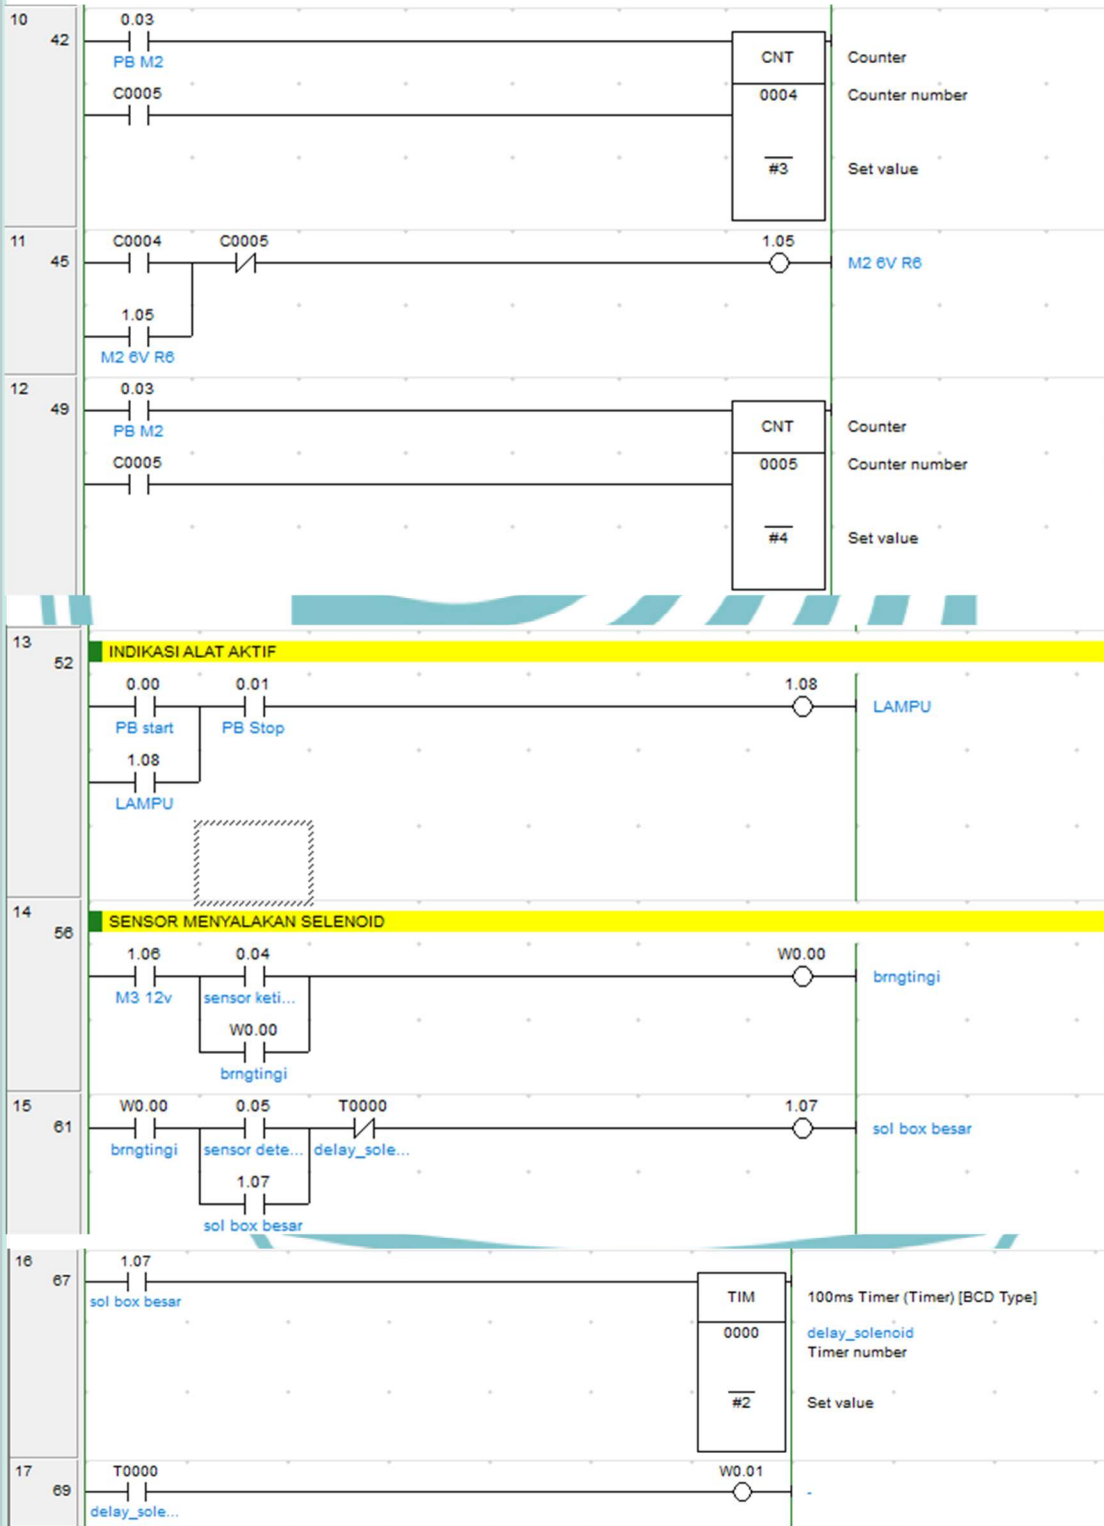 10
0.03
42
PB M2
CNT
Counter
C0005
0004
Counter number
#3
Set value
11
C0004 C0005 1.05
45
M2 6V R6
1.05
M2 6V R6
12
0.03
49
PB M2
CNT
Counter
C0005
0005
Counter number
#4
Set value
13
52
INDIKASI ALAT AKTIF
0.00 0.01 1.08
LAMPU
PB start PB Stop
1.08
LAMPU
14
56
SENSOR MENYALAKAN SELENOID
1.06 0.04 W0.00
brngtingi
M3 12v sensor keti...
W0.00
brngtingi
15
W0.00 0.05 T0000 1.07
61
sol box besar
brngtingi sensor dete... delay_sole...
1.07
sol box besar
16
1.07
67
sol box besar
TIM
100ms Timer (Timer) [BCD Type]
0000
delay_solenoid
Timer number
#2
Set value
17
T0000 W0.01
69
-
delay_sole...